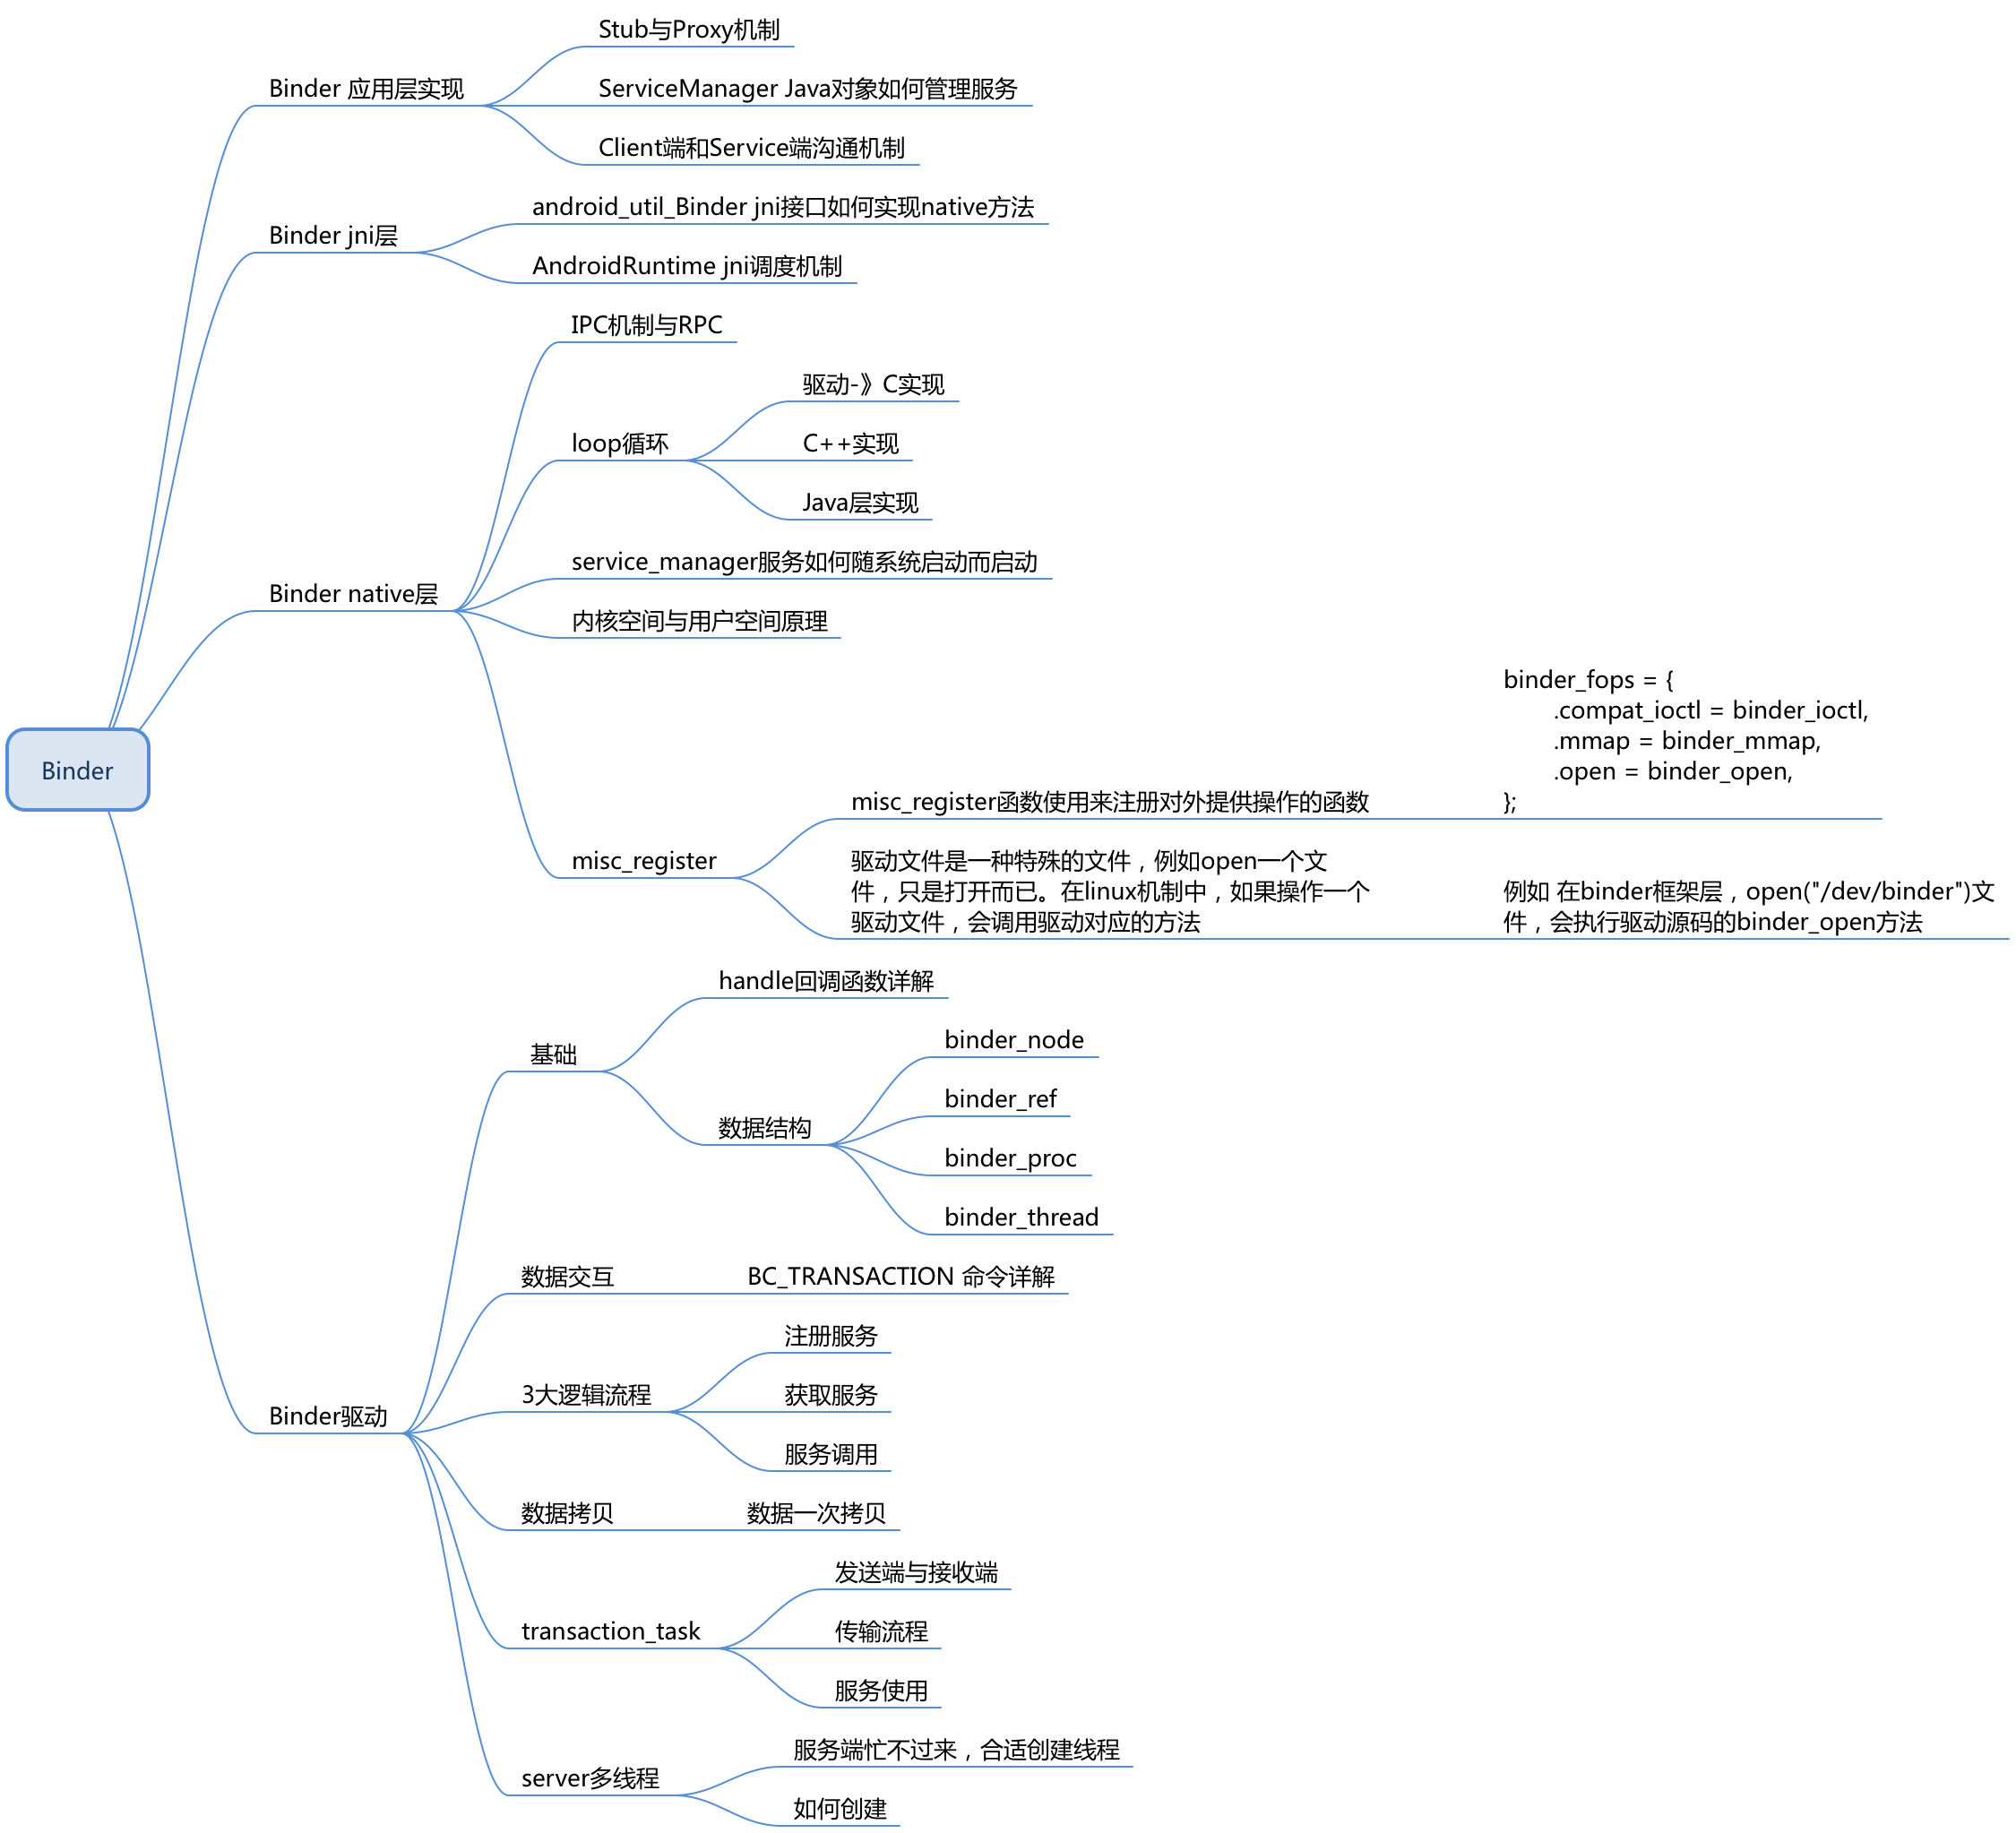 Stub与Proxy机制
Binder 应用层实现
ServiceManager Java对象如何管理服务
Client端和Service端沟通机制
android_util_Binder jni接口如何实现native方法
Binder jni层
AndroidRuntime jni调度机制
IPC机制与RPC
驱动-》C实现
loop循环
C++实现
Java层实现
service_manager服务如何随系统启动而启动
Binder native层
内核空间与用户空间原理
binder_fops = {
.compat_ioctl = binder_ioctl,
.mmap = binder_mmap,
.open = binder_open,
};
misc_register函数使用来注册对外提供操作的函数
misc_register
驱动文件是一种特殊的文件，例如open一个文
件，只是打开而已。在linux机制中，如果操作一个
驱动文件，会调用驱动对应的方法
例如 在binder框架层，open("/dev/binder")文
件，会执行驱动源码的binder_open方法
Binder
handle回调函数详解
基础
binder_node
binder_ref
数据结构
binder_proc
binder_thread
数据交互
BC_TRANSACTION 命令详解
注册服务
3大逻辑流程
获取服务
服务调用
Binder驱动
数据拷贝
数据一次拷贝
发送端与接收端
transaction_task
传输流程
服务使用
服务端忙不过来，合适创建线程
server多线程
如何创建